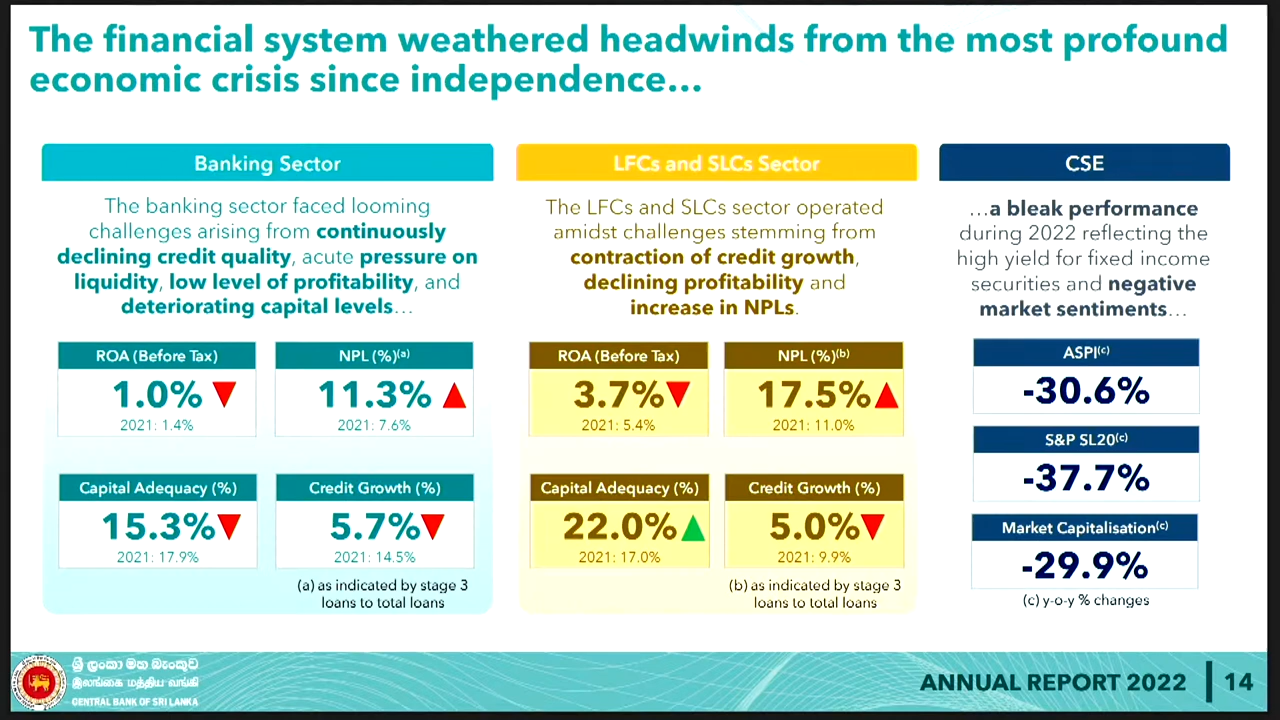 The financial system weathered headwinds from the most profound
economic crisis since independence...
Banking Sector
The banking sector faced looming
challenges arising from continuously
declining credit quality, acute pressure on
liquidity, low level of profitability, and
deteriorating capital levels...
ROA (Before Tax)
1.0%
2021: 1.4%
NPL (%)(a)
11.3%
2021: 7.6%
Capital Adequacy (%)
15.3%
2021: 17.9%
Credit Growth (%)
5.7%
2021: 14.5%
(a) as indicated by stage 3
loans to total loans
LFCs and SLCs Sector
The LFCs and SLCs sector operated
amidst challenges stemming from
contraction of credit growth,
declining profitability and
increase in NPLs.
ROA (Before Tax)
3.7%
2021: 5.4%
NPL (%)(b)
17.5%
2021: 11.0%
Capital Adequacy (%)
22.0%
2021: 17.0%
Credit Growth (%)
5.0%
2021: 9.9%
(b) as indicated by stage 3
loans to total loans
CSE
...a bleak performance
during 2022 reflecting the
high yield for fixed income
securities and negative
market sentiments...
ASPI(c)
-30.6%
S&P SL20(c)
-37.7%
Market Capitalisation(c)
-29.9%
(c) y-o-y % changes
ශ්‍රී ලංකා මහ බැංකුව
இலங்கை மத்திய வங்கி
CENTRAL BANK OF SRI LANKA
ANNUAL REPORT 2022
14